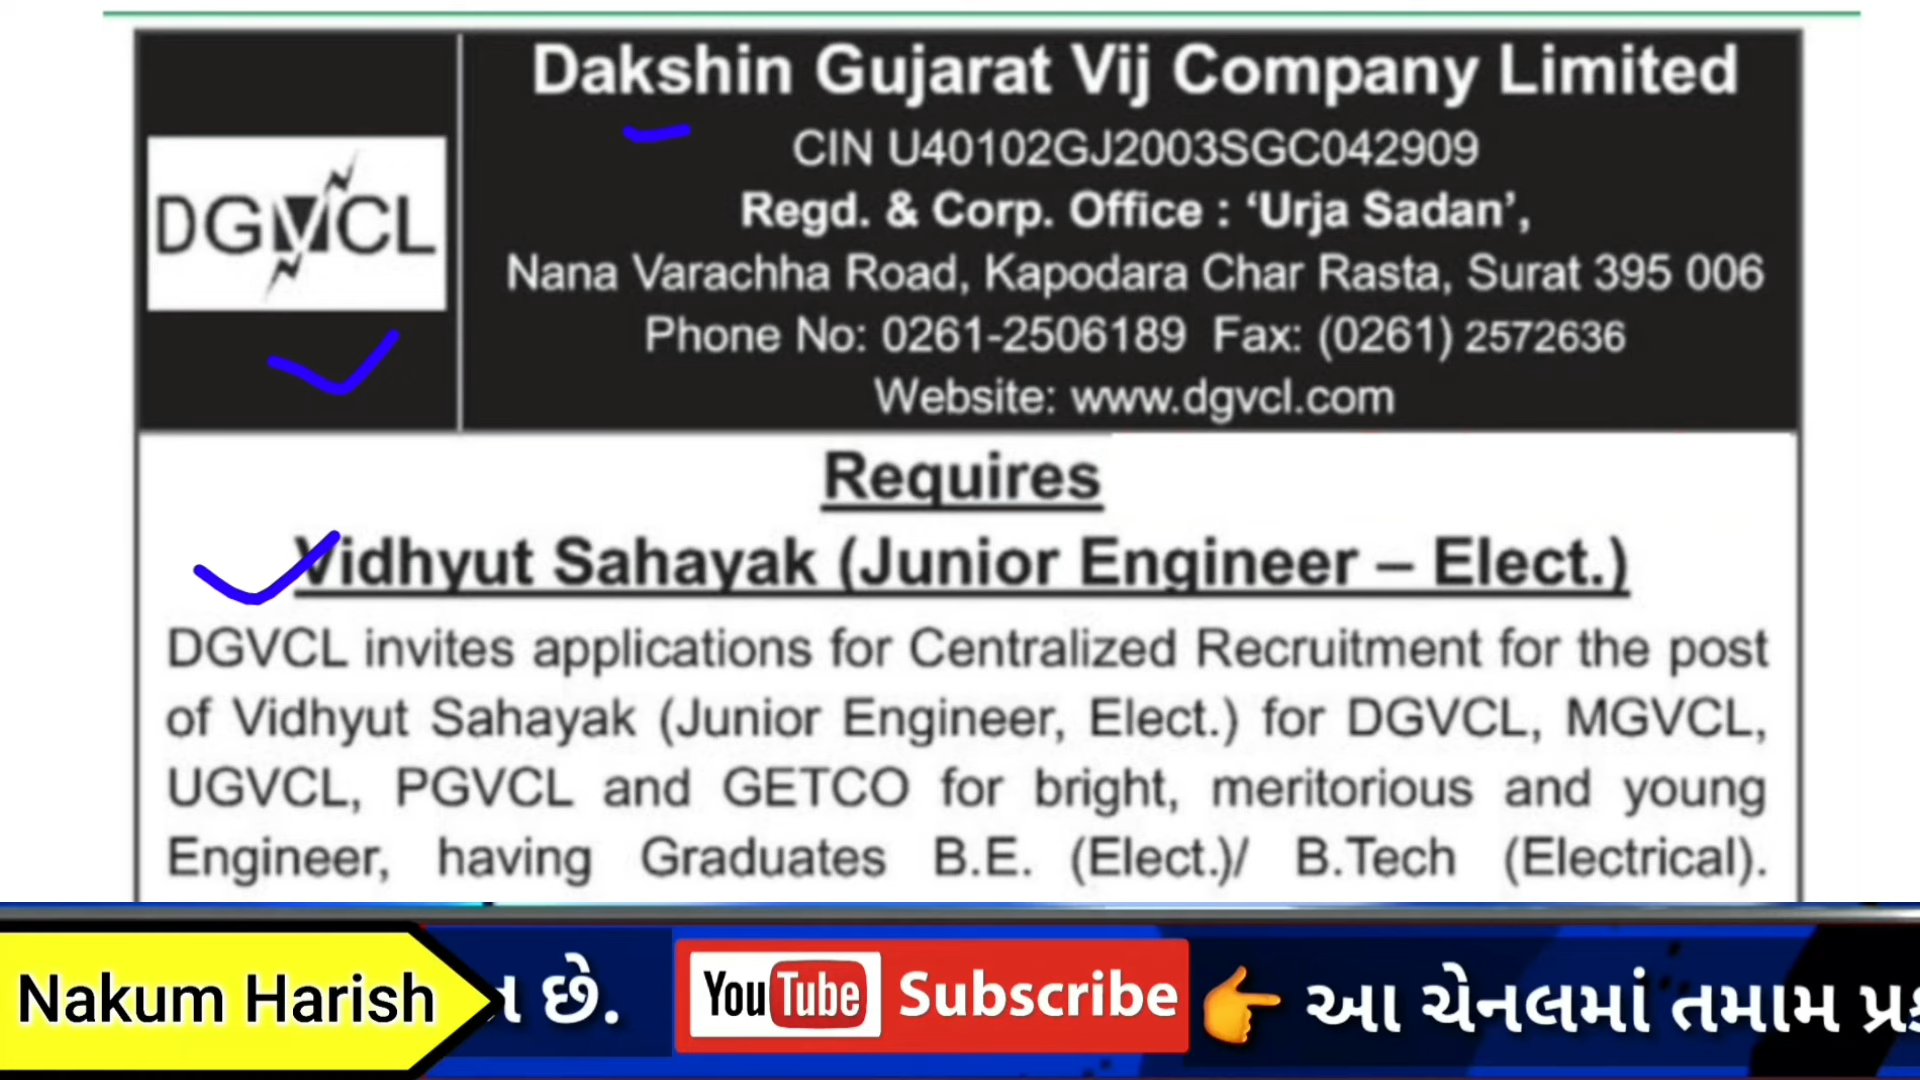 Dakshin Gujarat Vij Company Limited
CIN U40102GJ2003SGC042909
Regd. & Corp. Office : ‘Urja Sadan’,
Nana Varachha Road, Kapodara Char Rasta, Surat 395 006
Phone No: 0261-2506189 Fax: (0261) 2572636
Website: www.dgvcl.com
DGVCL
Requires
Vidhyut Sahayak (Junior Engineer – Elect.)
DGVCL invites applications for Centralized Recruitment for the post
of Vidhyut Sahayak (Junior Engineer, Elect.) for DGVCL, MGVCL,
UGVCL, PGVCL and GETCO for bright, meritorious and young
Engineer, having Graduates B.E. (Elect.)/ B.Tech (Electrical).
Nakum Harish
છે.
YouTube Subscribe
આ ચેનલમાં તમામ